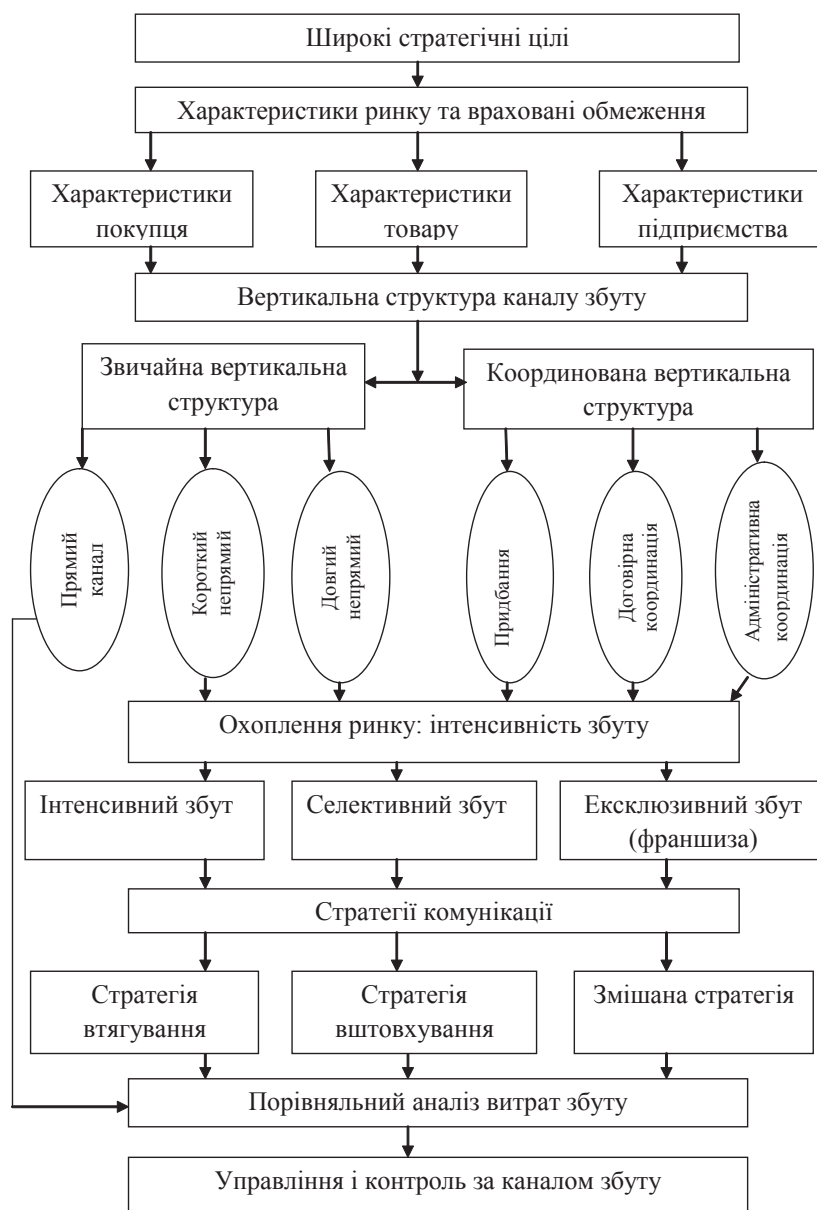 Широкі стратегічні цілі
Характеристики ринку та враховані обмеження
Характеристики
покупця
Характеристики
товару
Характеристики
підприємства
Вертикальна структура каналу збуту
Звичайна вертикальна
структура
Координована вертикальна
структура
Прямий
канал
Короткий
непрямий
Довгий
непрямий
Придбання
Договірна
координація
Адміністративна
координація
Охоплення ринку: інтенсивність збуту
Інтенсивний збут
Селективний збут
Ексклюзивний збут
(франшиза)
Стратегії комунікації
Стратегія
втягування
Стратегія
вштовхування
Змішана стратегія
Порівняльний аналіз витрат збуту
Управління і контроль за каналом збуту